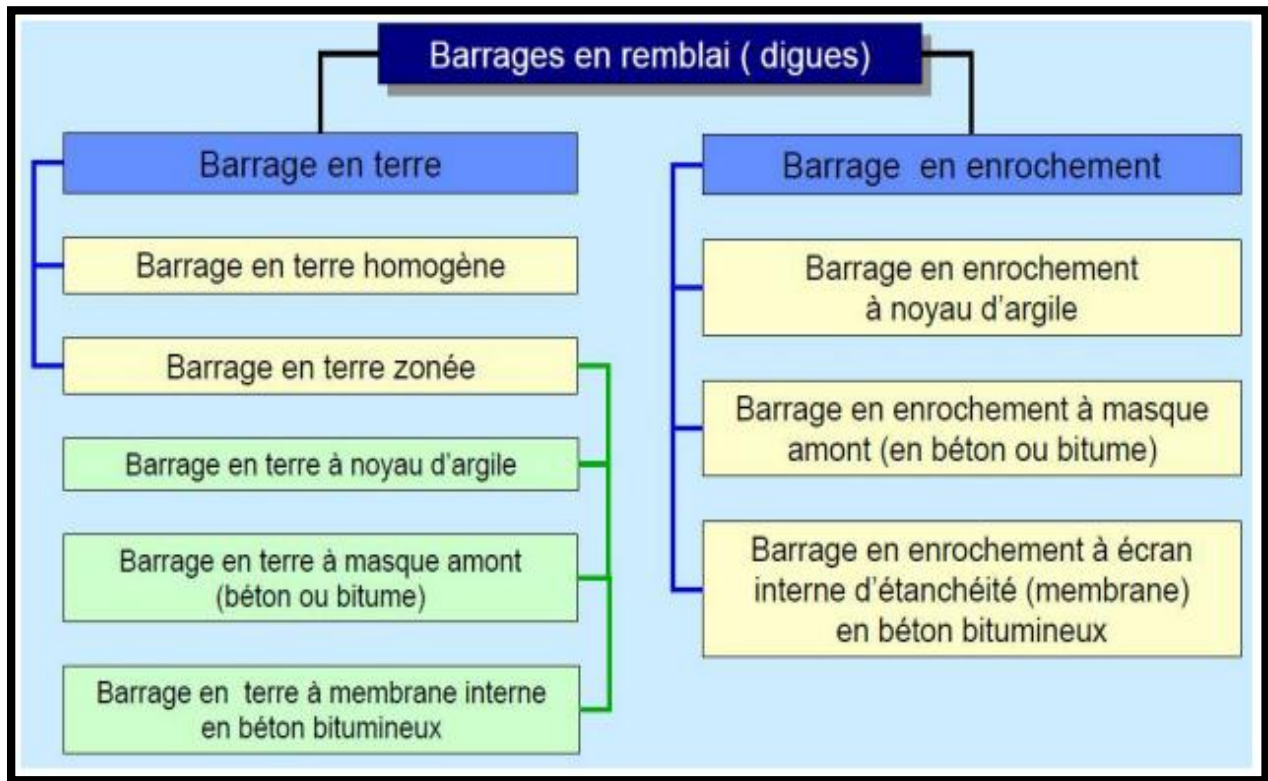 Barrages en remblai ( digues)
Barrage en terre
Barrage en terre homogène
Barrage en terre zonée
Barrage en terre à noyau d'argile
Barrage en terre à masque amont
(béton ou bitume)
Barrage en terre à membrane interne
en béton bitumineux
Barrage en enrochement
Barrage en enrochement
à noyau d'argile
Barrage en enrochement à masque
amont (en béton ou bitume)
Barrage en enrochement à écran
interne d'étanchéité (membrane)
en béton bitumineux